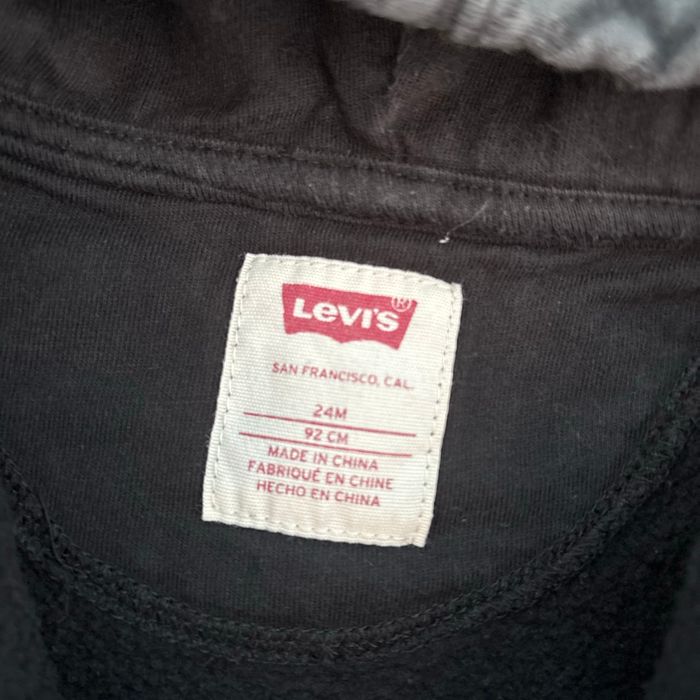 Levi's®
SAN FRANCISCO, CAL.
24M
92 CM
MADE IN CHINA
FABRIQUÉ EN CHINE
HECHO EN CHINA